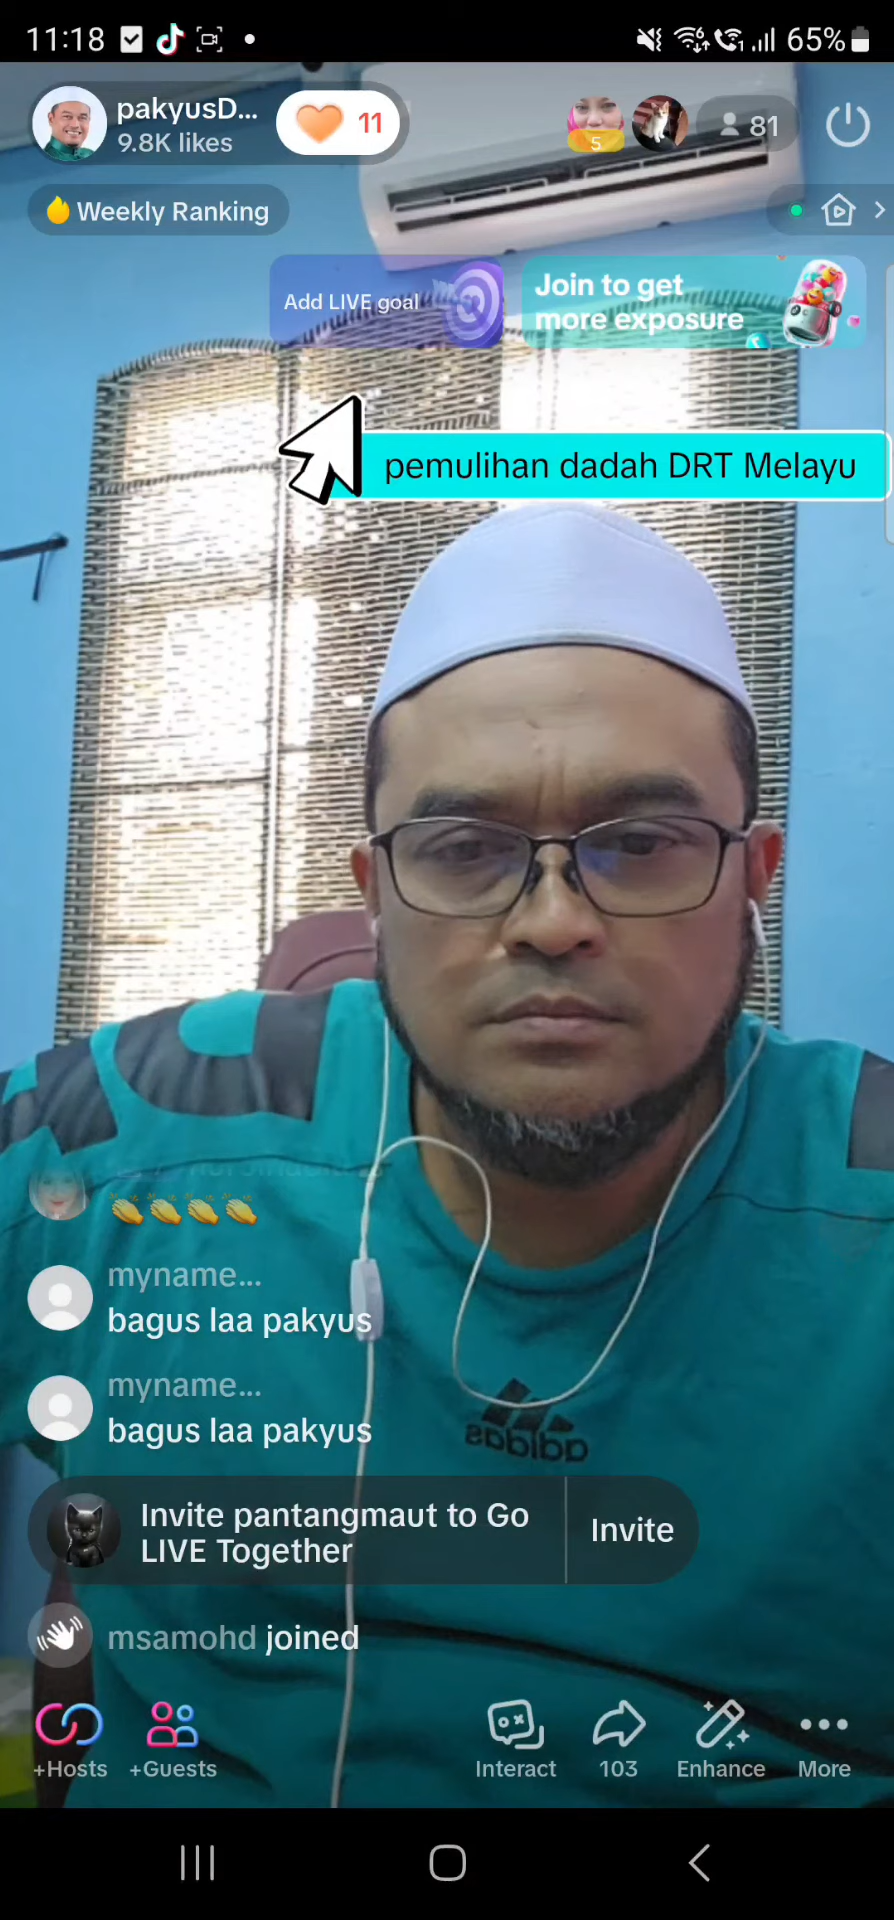 11:18
65%
pakyusD...
9.8K likes
11
5
81
Weekly Ranking
Add LIVE goal
Join to get
more exposure
pemulihan dadah DRT Melayu
myname...
bagus laa pakyus
myname...
bagus laa pakyus
adidas
Invite pantangmaut to Go
LIVE Together
Invite
msamohd joined
+Hosts
+Guests
Interact
103
Enhance
More